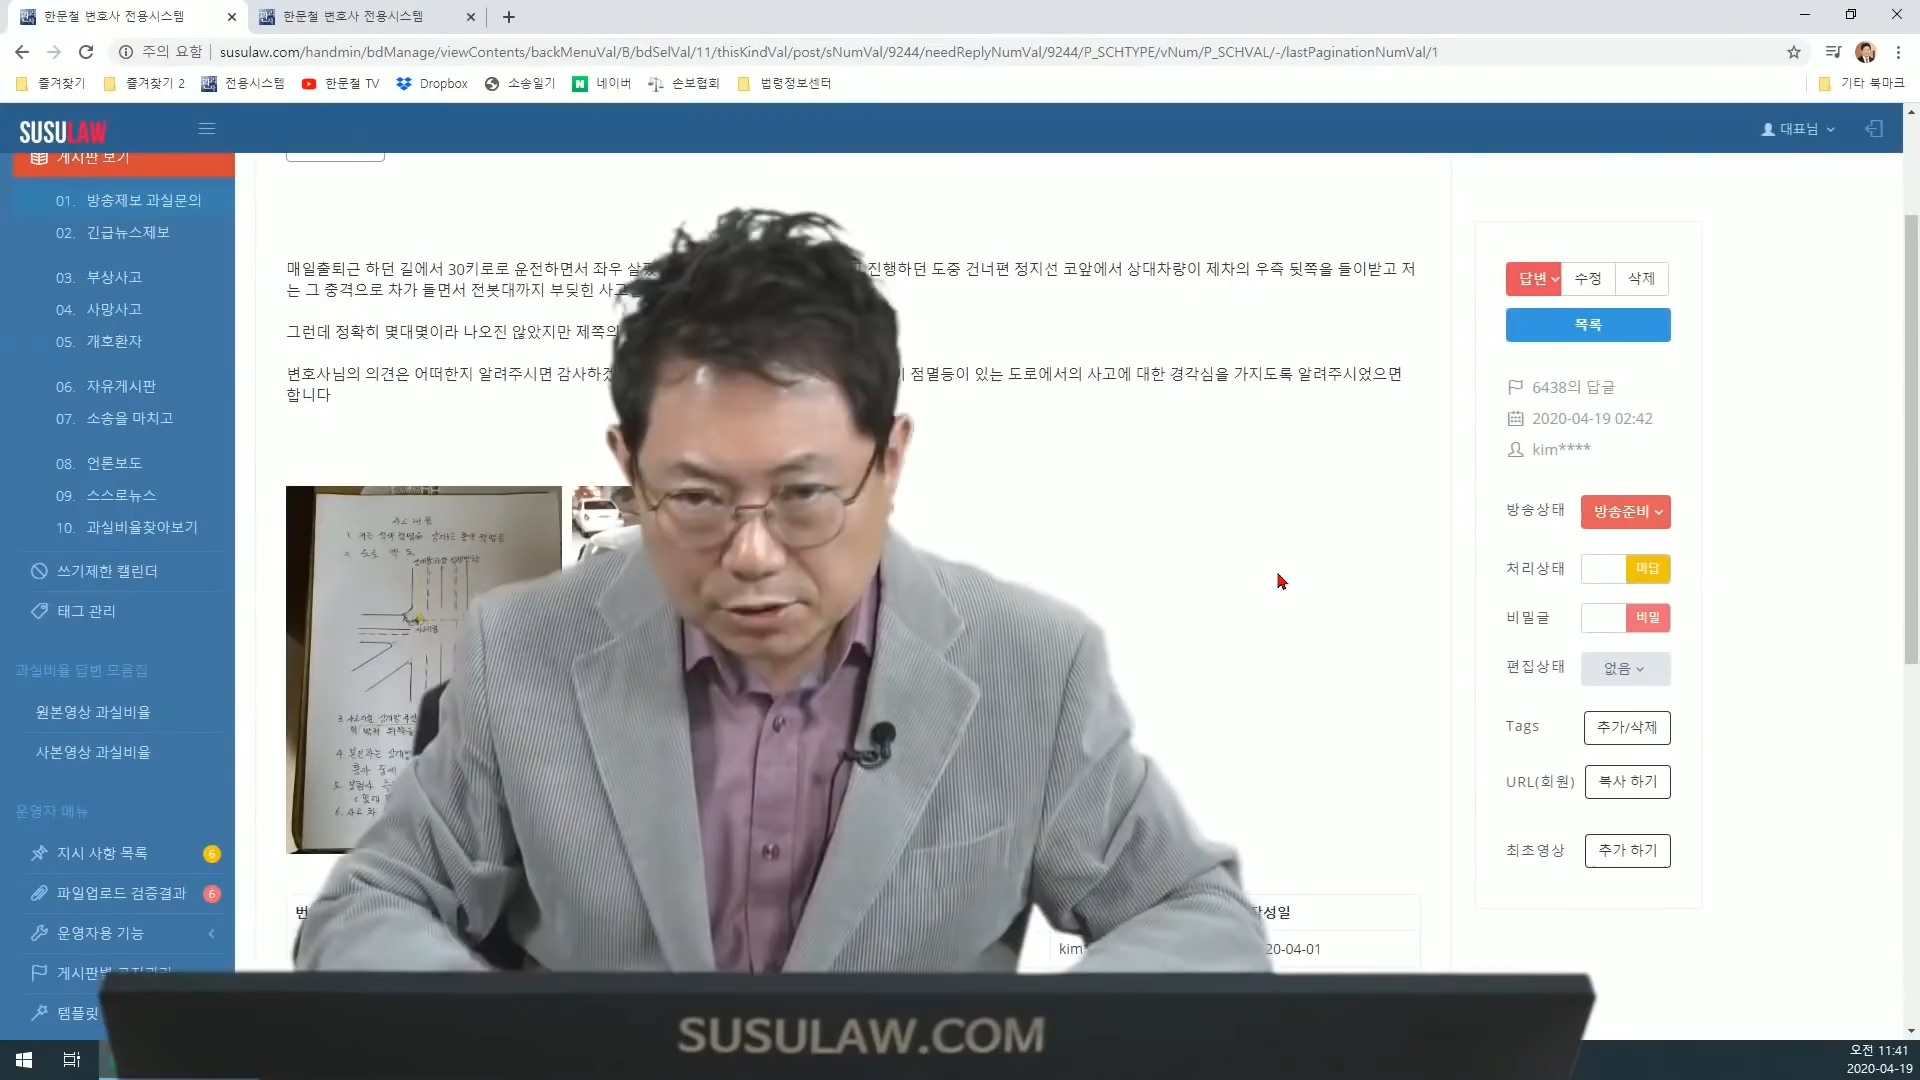 한문철 변호사 전용시스템
한문철 변호사 전용시스템
주의 요함
susulaw.com/handmin/bdManage/viewContents/backMenuVal/B/bdSelVal/11/thisKindVal/post/sNumVal/9244/needReplyNumVal/9244/P_SCHTYPE/vNum/P_SCHVAL/-/lastPaginationNumVal/1
즐겨찾기 즐겨찾기 2 전용시스템 한문철 TV Dropbox 소송일기 네이버 손보협회 법령정보센터 기타 북마크
SUSULAW
대표님
게시판 보기
01. 방송제보 과실문의
02. 긴급뉴스제보
03. 부상사고
04. 사망사고
05. 개호환자
06. 자유게시판
07. 소송을 마치고
08. 언론보도
09. 스스로뉴스
10. 과실비율찾아보기
쓰기제한 캘린더
태그 관리
과실비율 답변 모음집
원본영상 과실비율
사본영상 과실비율
운영자 메뉴
지시 사항 목록 6
파일업로드 검증결과 6
운영자용 기능
게시판별
템플릿
매일출퇴근 하던 길에서 30키로로 운전하면서 좌우 진행하던 도중 건너편 정지선 코앞에서 상대차량이 제차의 우측 뒷쪽을 들이받고 저
는 그 충격으로 차가 돌면서 전봇대까지 부딪힌
그런데 정확히 몇대몇이라 나오진 않았지만 제쪽의
변호사님의 의견은 어떠한지 알려주시면 점멸등이 있는 도로에서의 사고에 대한 경각심을 가지도록 알려주시었으면
합니다
kim
20-04-01
답변 수정 삭제
목록
6438의 답글
2020-04-19 02:42
kim****
방송상태 방송준비
처리상태 미답
비밀글 비밀
편집상태 없음
Tags 추가/삭제
URL(회원) 복사 하기
최초영상 추가 하기
SUSULAW.COM
오전 11:41
2020-04-19